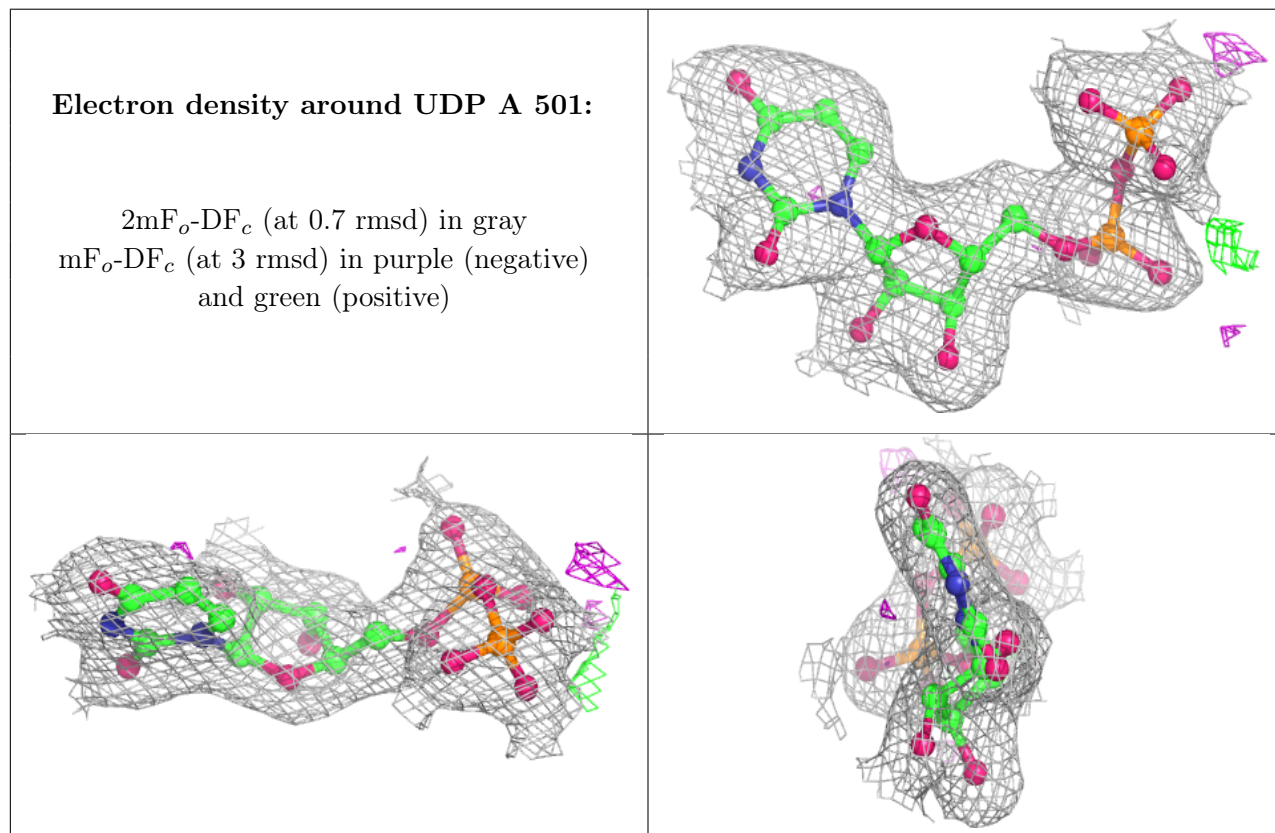 Electron density around UDP A 501:
2mFo-DFc (at 0.7 rmsd) in gray
mFo-DFc (at 3 rmsd) in purple (negative)
and green (positive)